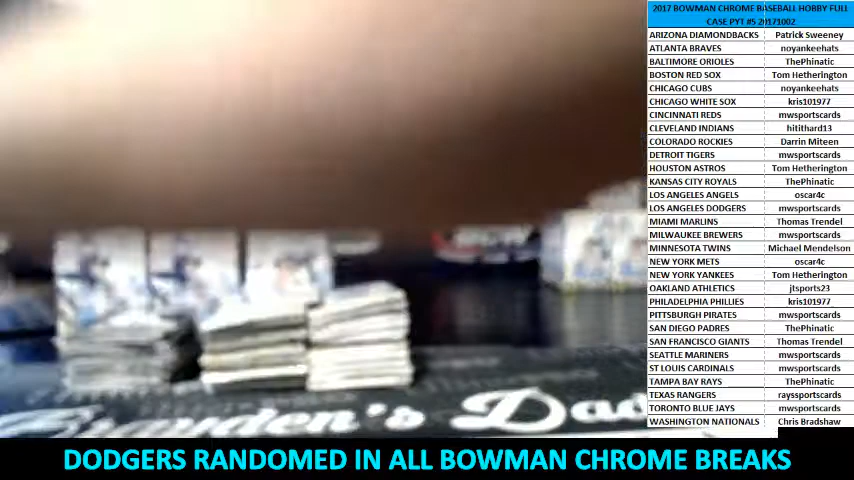 2017 BOWMAN CHROME BASEBALL HOBBY FULL
CASE PYT #5 20171002
ARIZONA DIAMONDBACKS Patrick Sweeney
ATLANTA BRAVES noyankeehats
BALTIMORE ORIOLES ThePhinatic
BOSTON RED SOX Tom Hetherington
CHICAGO CUBS noyankeehats
CHICAGO WHITE SOX kris101977
CINCINNATI REDS mwsportscards
CLEVELAND INDIANS hitithard13
COLORADO ROCKIES Darrin Miteen
DETROIT TIGERS mwsportscards
HOUSTON ASTROS Tom Hetherington
KANSAS CITY ROYALS ThePhinatic
LOS ANGELES ANGELS oscar4c
LOS ANGELES DODGERS mwsportscards
MIAMI MARLINS Thomas Trendel
MILWAUKEE BREWERS mwsportscards
MINNESOTA TWINS Michael Mendelson
NEW YORK METS oscar4c
NEW YORK YANKEES Tom Hetherington
OAKLAND ATHLETICS jtsports23
PHILADELPHIA PHILLIES kris101977
PITTSBURGH PIRATES mwsportscards
SAN DIEGO PADRES ThePhinatic
SAN FRANCISCO GIANTS Thomas Trendel
SEATTLE MARINERS mwsportscards
ST LOUIS CARDINALS mwsportscards
TAMPA BAY RAYS ThePhinatic
TEXAS RANGERS rayssportscards
TORONTO BLUE JAYS mwsportscards
WASHINGTON NATIONALS Chris Bradshaw
Brayden's Dad
DODGERS RANDOMED IN ALL BOWMAN CHROME BREAKS